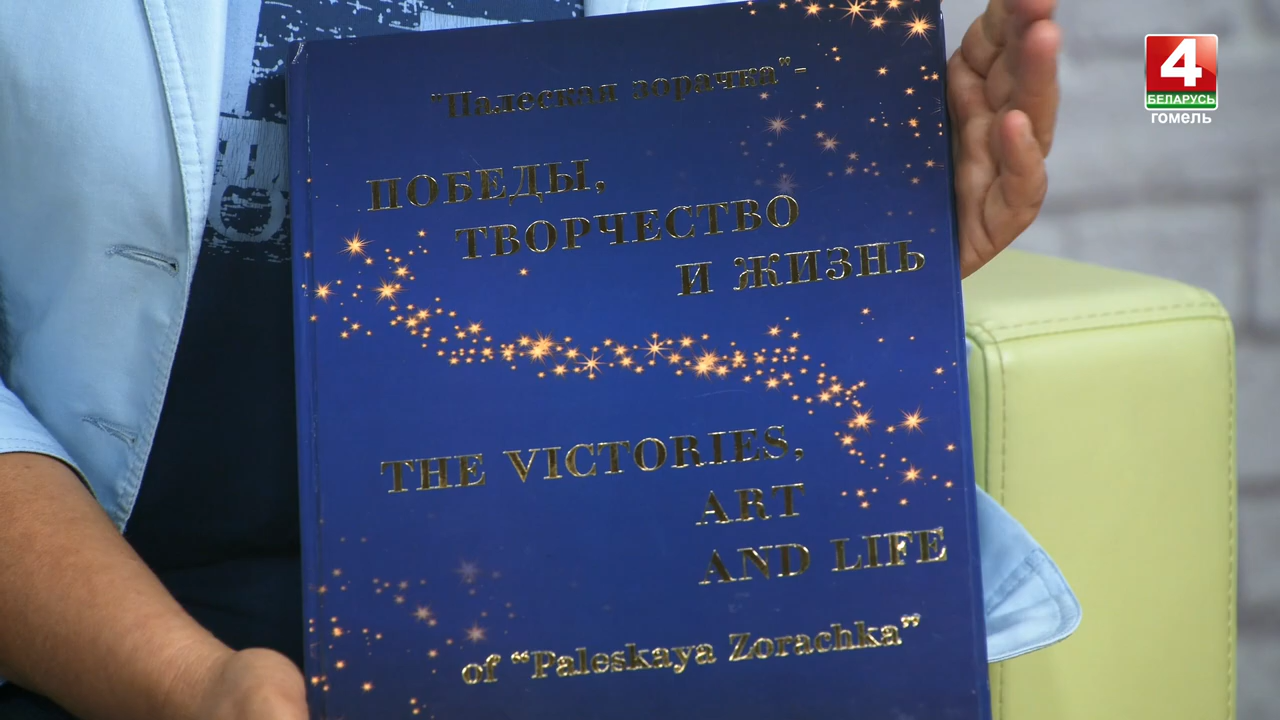 4
БЕЛАРУСЬ
ГОМЕЛЬ
"Палеская зорачка"-
ПОБЕДЫ,
ТВОРЧЕСТВО
И ЖИЗНЬ
THE VICTORIES,
ART
AND LIFE
of “Paleskaya Zorachka”